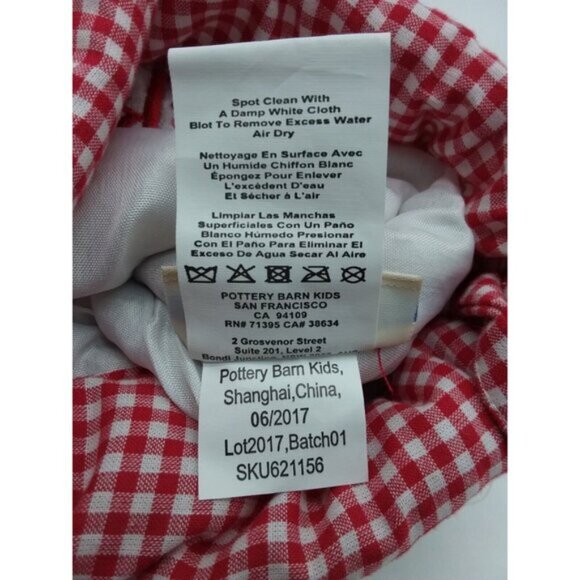 Spot Clean With
A Damp White Cloth
Blot To Remove Excess Water
Air Dry
Nettoyage En Surface Avec
Un Humide Chiffon Blanc
Épongez Pour Enlever
L'excédent D'eau
Et Sécher à L'air
Limpiar Las Manchas
Superficiales Con Un Paño
Blanco Húmedo Presionar
Con El Paño Para Eliminar El
Exceso De Agua Secar Al Aire
POTTERY BARN KIDS
SAN FRANCISCO
CA 94109
RN# 71395 CA# 38634
2 Grosvenor Street
Suite 201, Level 2
Bondi Junction, NSW
Pottery Barn Kids,
Shanghai,China,
06/2017
Lot2017,Batch01
SKU621156